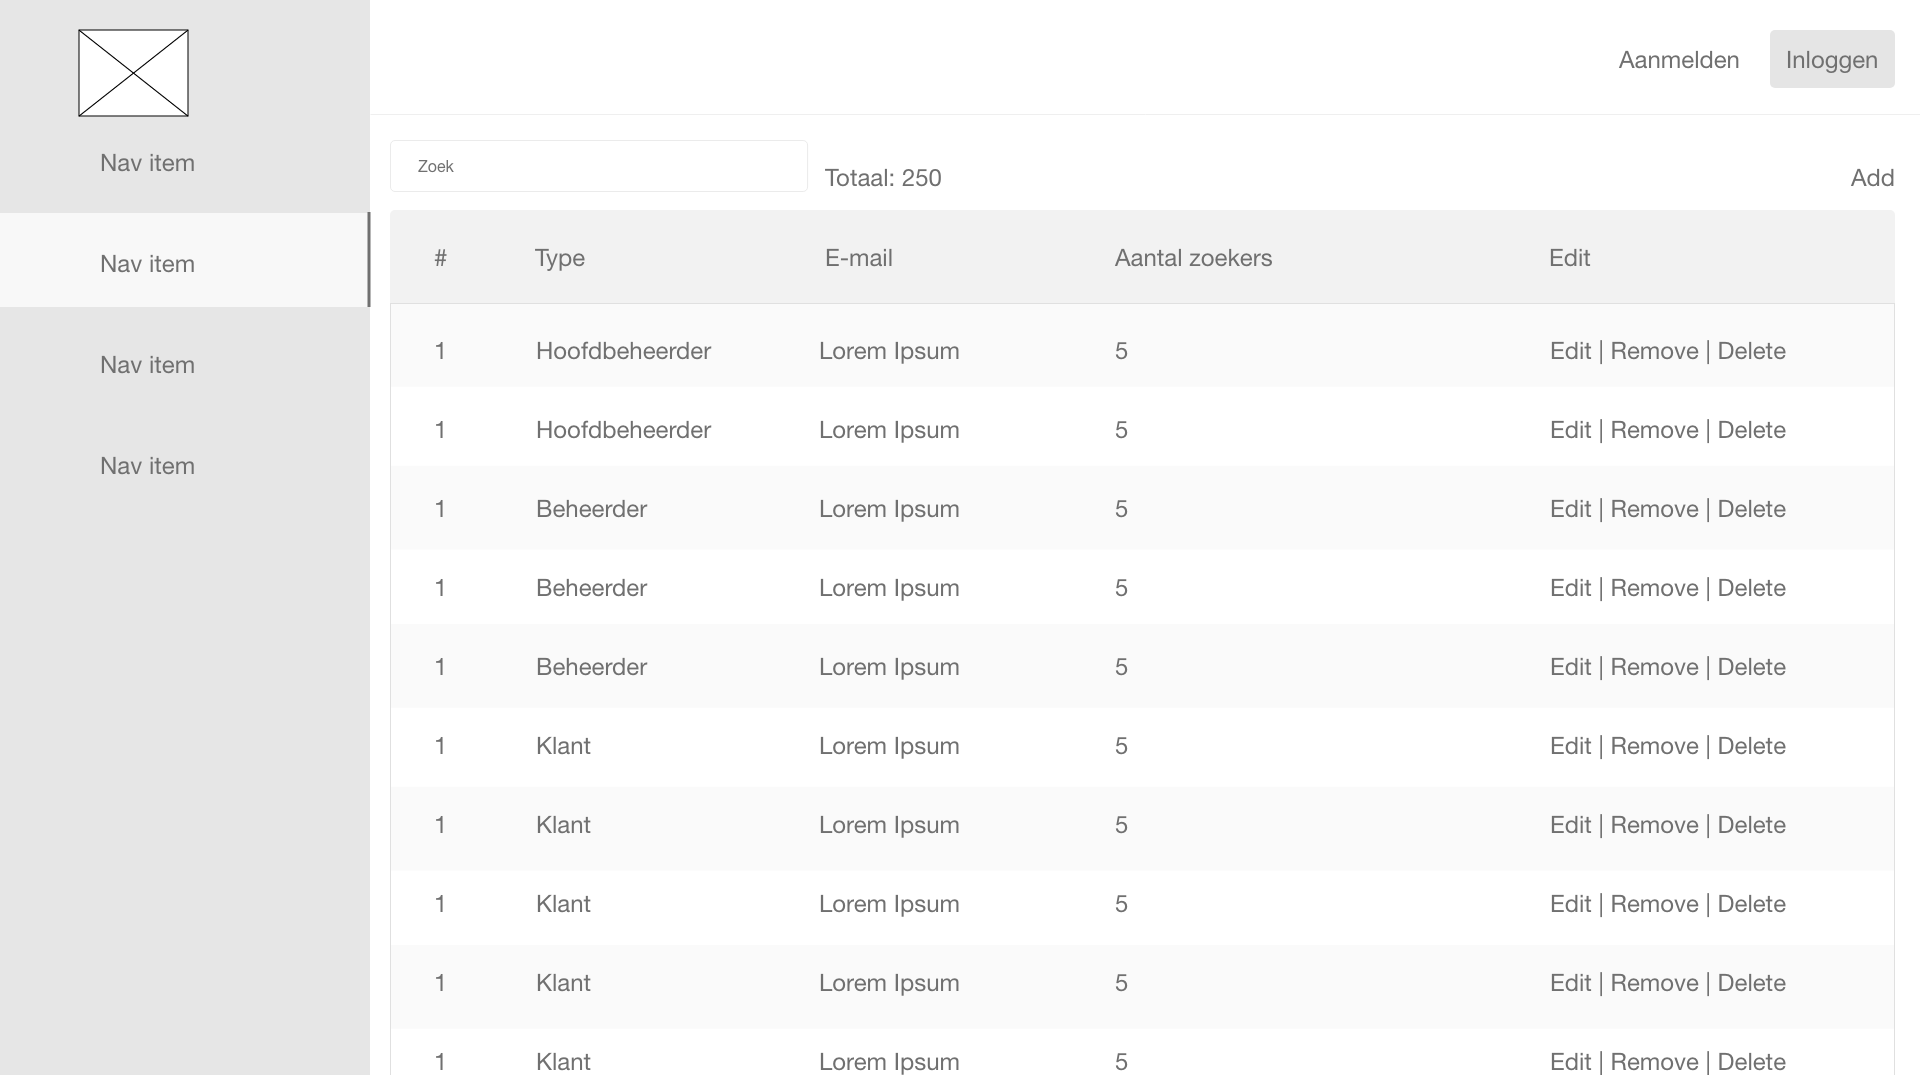 Aanmelden Inloggen
Nav item
Nav item
Nav item
Nav item
Zoek Totaal: 250 Add
# Type E-mail Aantal zoekers Edit
1 Hoofdbeheerder Lorem Ipsum 5 Edit | Remove | Delete
1 Hoofdbeheerder Lorem Ipsum 5 Edit | Remove | Delete
1 Beheerder Lorem Ipsum 5 Edit | Remove | Delete
1 Beheerder Lorem Ipsum 5 Edit | Remove | Delete
1 Beheerder Lorem Ipsum 5 Edit | Remove | Delete
1 Klant Lorem Ipsum 5 Edit | Remove | Delete
1 Klant Lorem Ipsum 5 Edit | Remove | Delete
1 Klant Lorem Ipsum 5 Edit | Remove | Delete
1 Klant Lorem Ipsum 5 Edit | Remove | Delete
1 Klant Lorem Ipsum 5 Edit | Remove | Delete